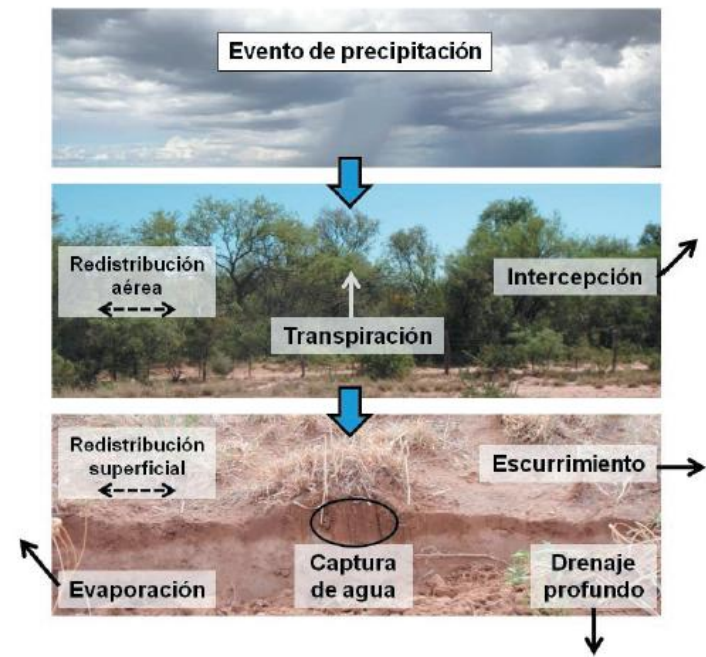 Evento de precipitación
Redistribución
aérea
Intercepción
Transpiración
Redistribución
superficial
Escurrimiento
Evaporación
Captura
de agua
Drenaje
profundo